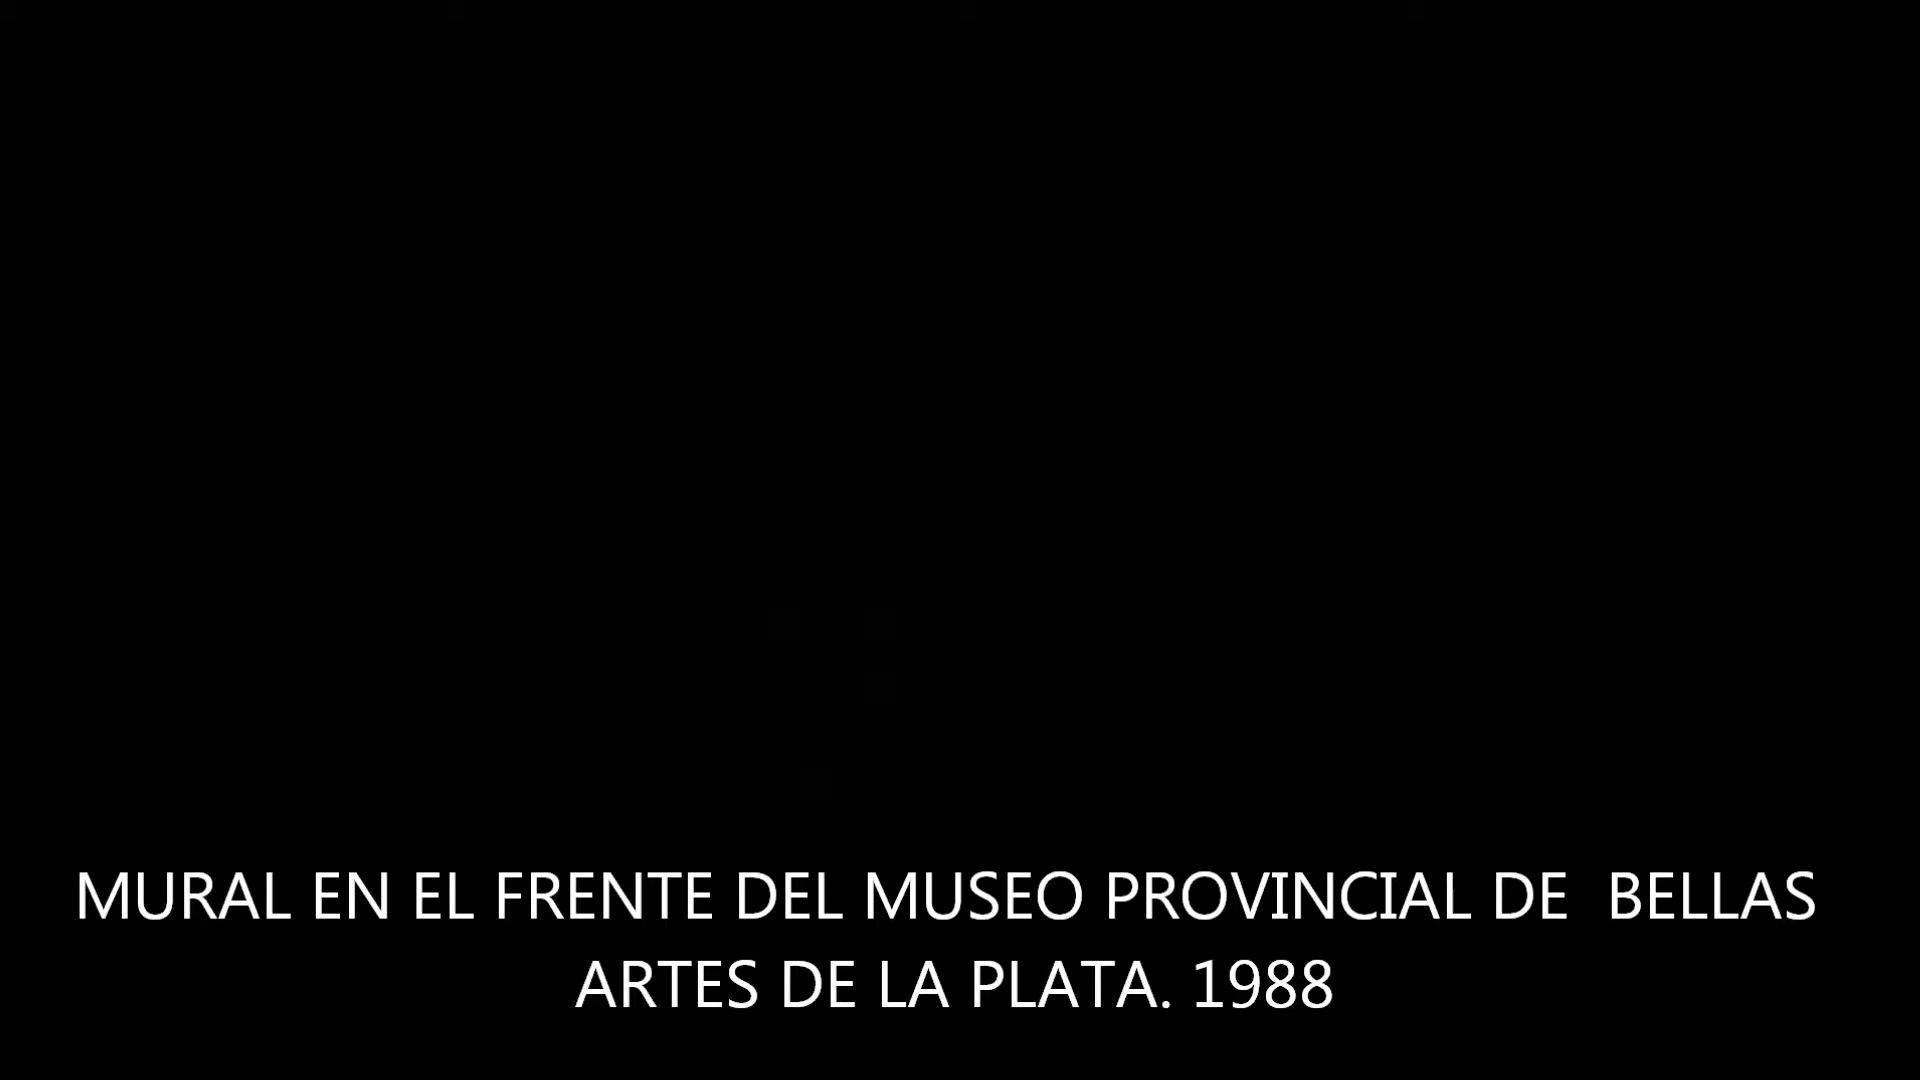 MURAL EN EL FRENTE DEL MUSEO PROVINCIAL DE  BELLAS
ARTES DE LA PLATA. 1988